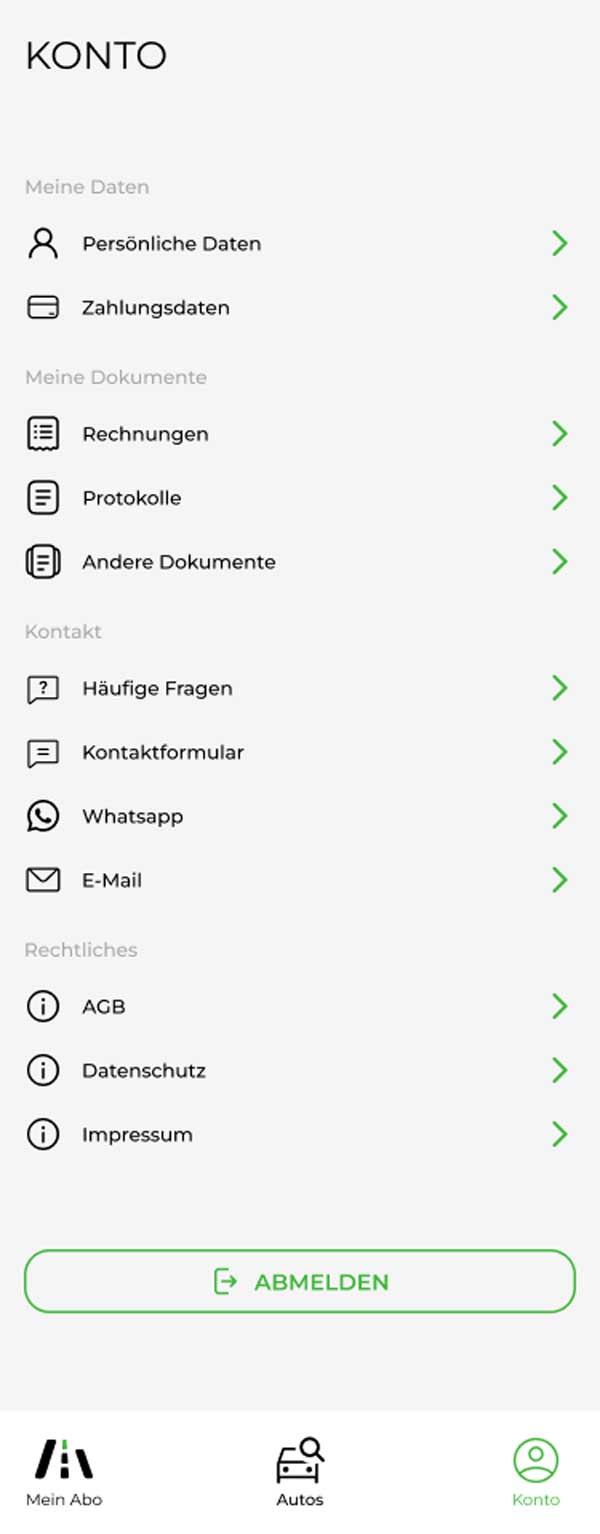 KONTO
Meine Daten
Persönliche Daten
Zahlungsdaten
Meine Dokumente
Rechnungen
Protokolle
Andere Dokumente
Kontakt
Häufige Fragen
Kontaktformular
Whatsapp
E-Mail
Rechtliches
AGB
Datenschutz
Impressum
ABMELDEN
Mein Abo Autos Konto